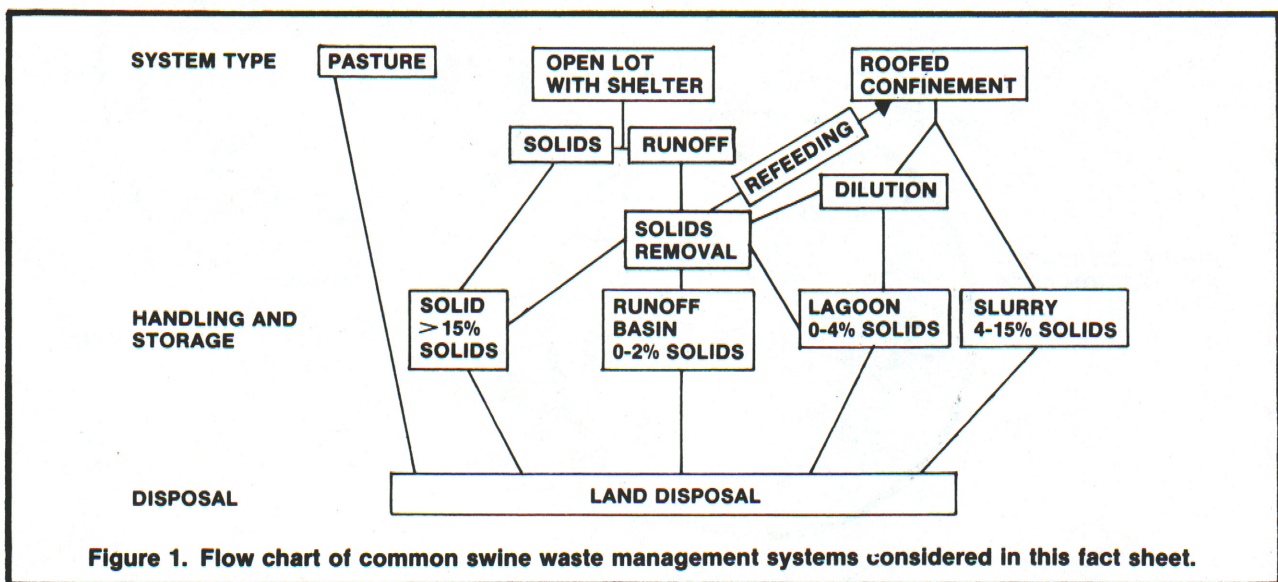 SYSTEM TYPE
PASTURE
OPEN LOT
WITH SHELTER
ROOFED
CONFINEMENT
SOLIDS
RUNOFF
REFEEDING
DILUTION
SOLIDS
REMOVAL
HANDLING AND
STORAGE
SOLID
>15%
SOLIDS
RUNOFF
BASIN
0-2% SOLIDS
LAGOON
0-4% SOLIDS
SLURRY
4-15% SOLIDS
DISPOSAL
LAND DISPOSAL
Figure 1. Flow chart of common swine waste management systems considered in this fact sheet.